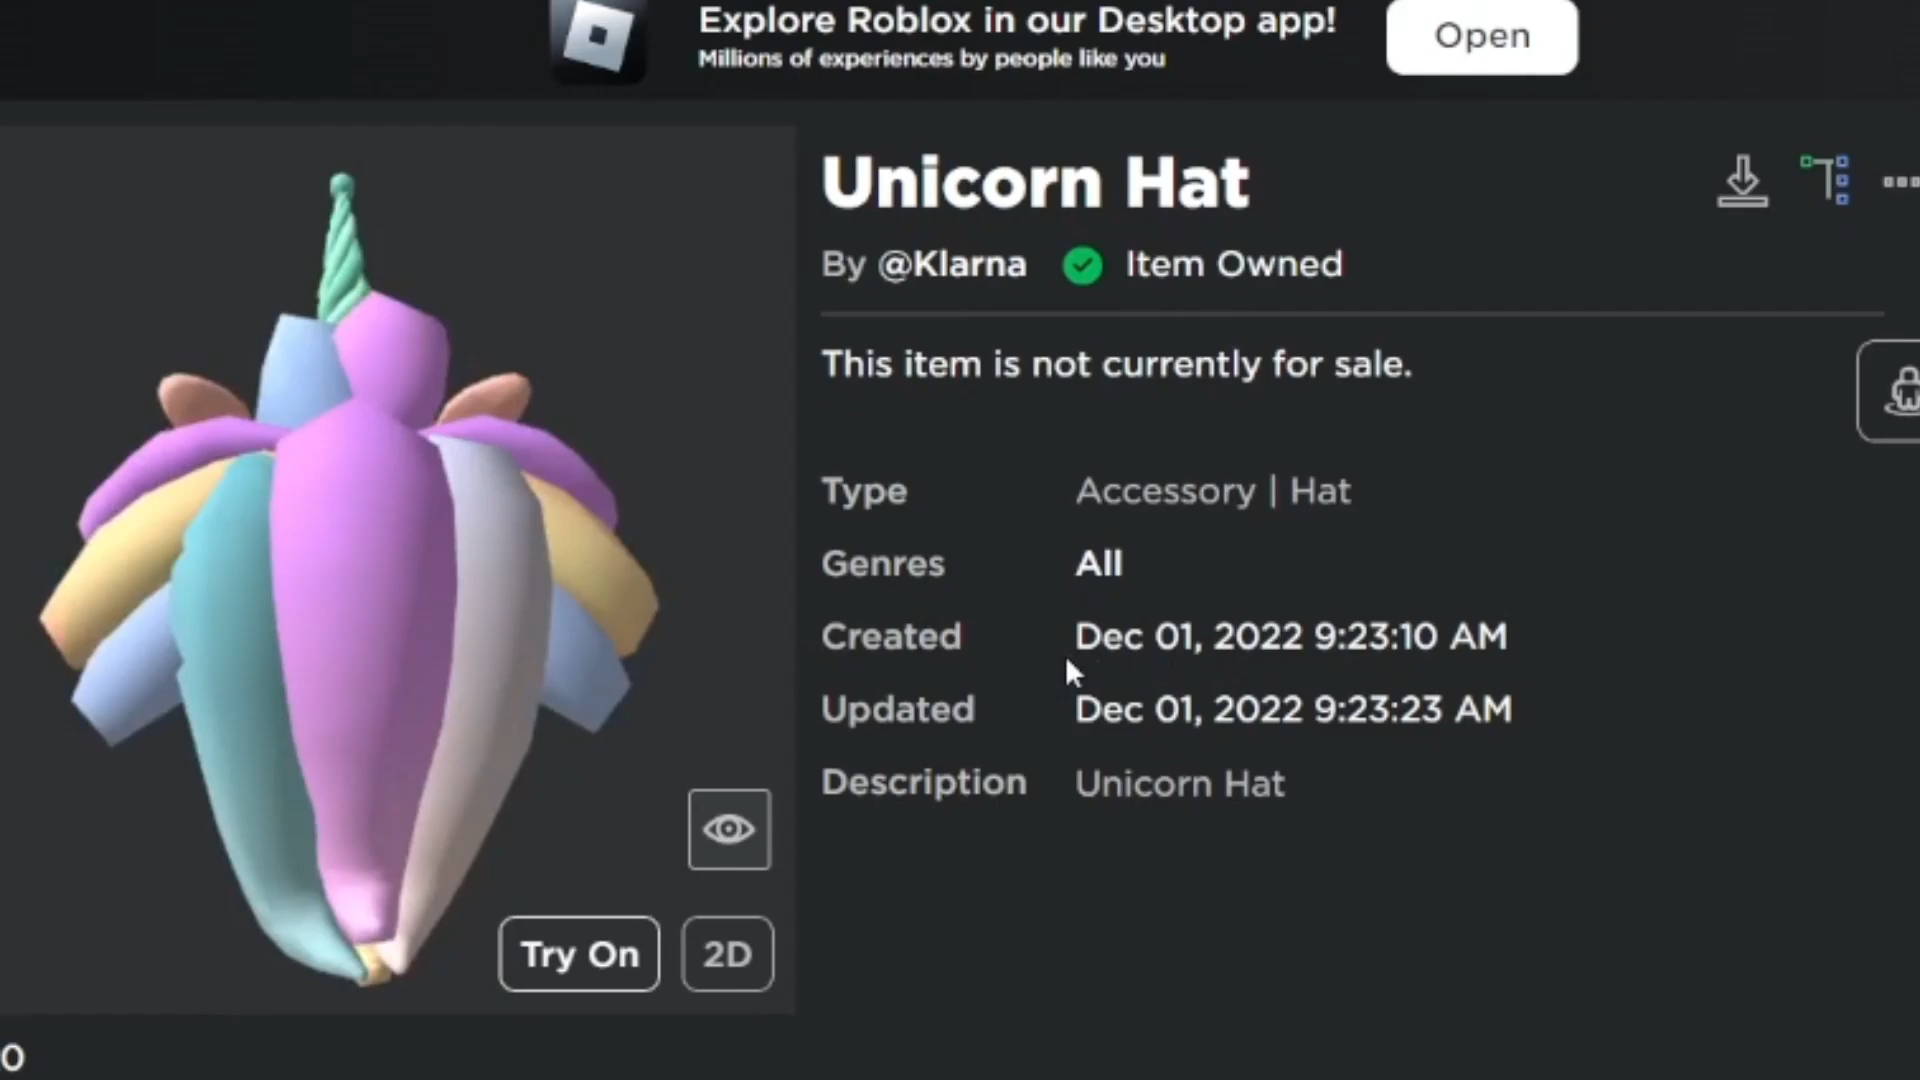 Explore Roblox in our Desktop app!
Millions of experiences by people like you
Open
Unicorn Hat
By @Klarna Item Owned
This item is not currently for sale.
Type Accessory | Hat
Genres All
Created Dec 01, 2022 9:23:10 AM
Updated Dec 01, 2022 9:23:23 AM
Description Unicorn Hat
Try On 2D